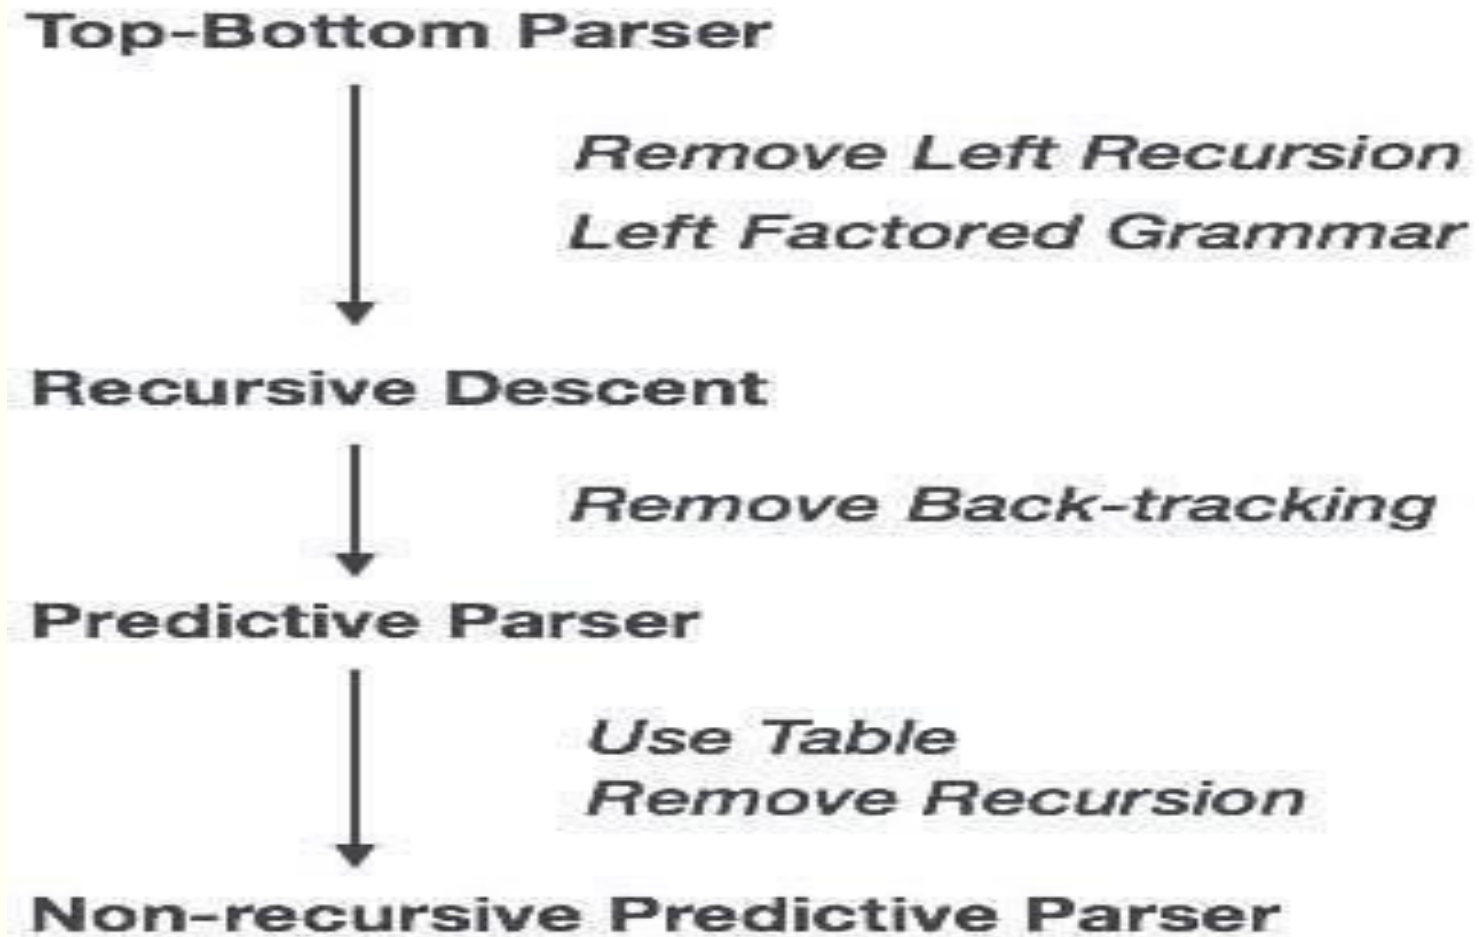 Top-Bottom Parser
Remove Left Recursion
Left Factored Grammar
Recursive Descent
Remove Back-tracking
Predictive Parser
Use Table
Remove Recursion
Non-recursive Predictive Parser